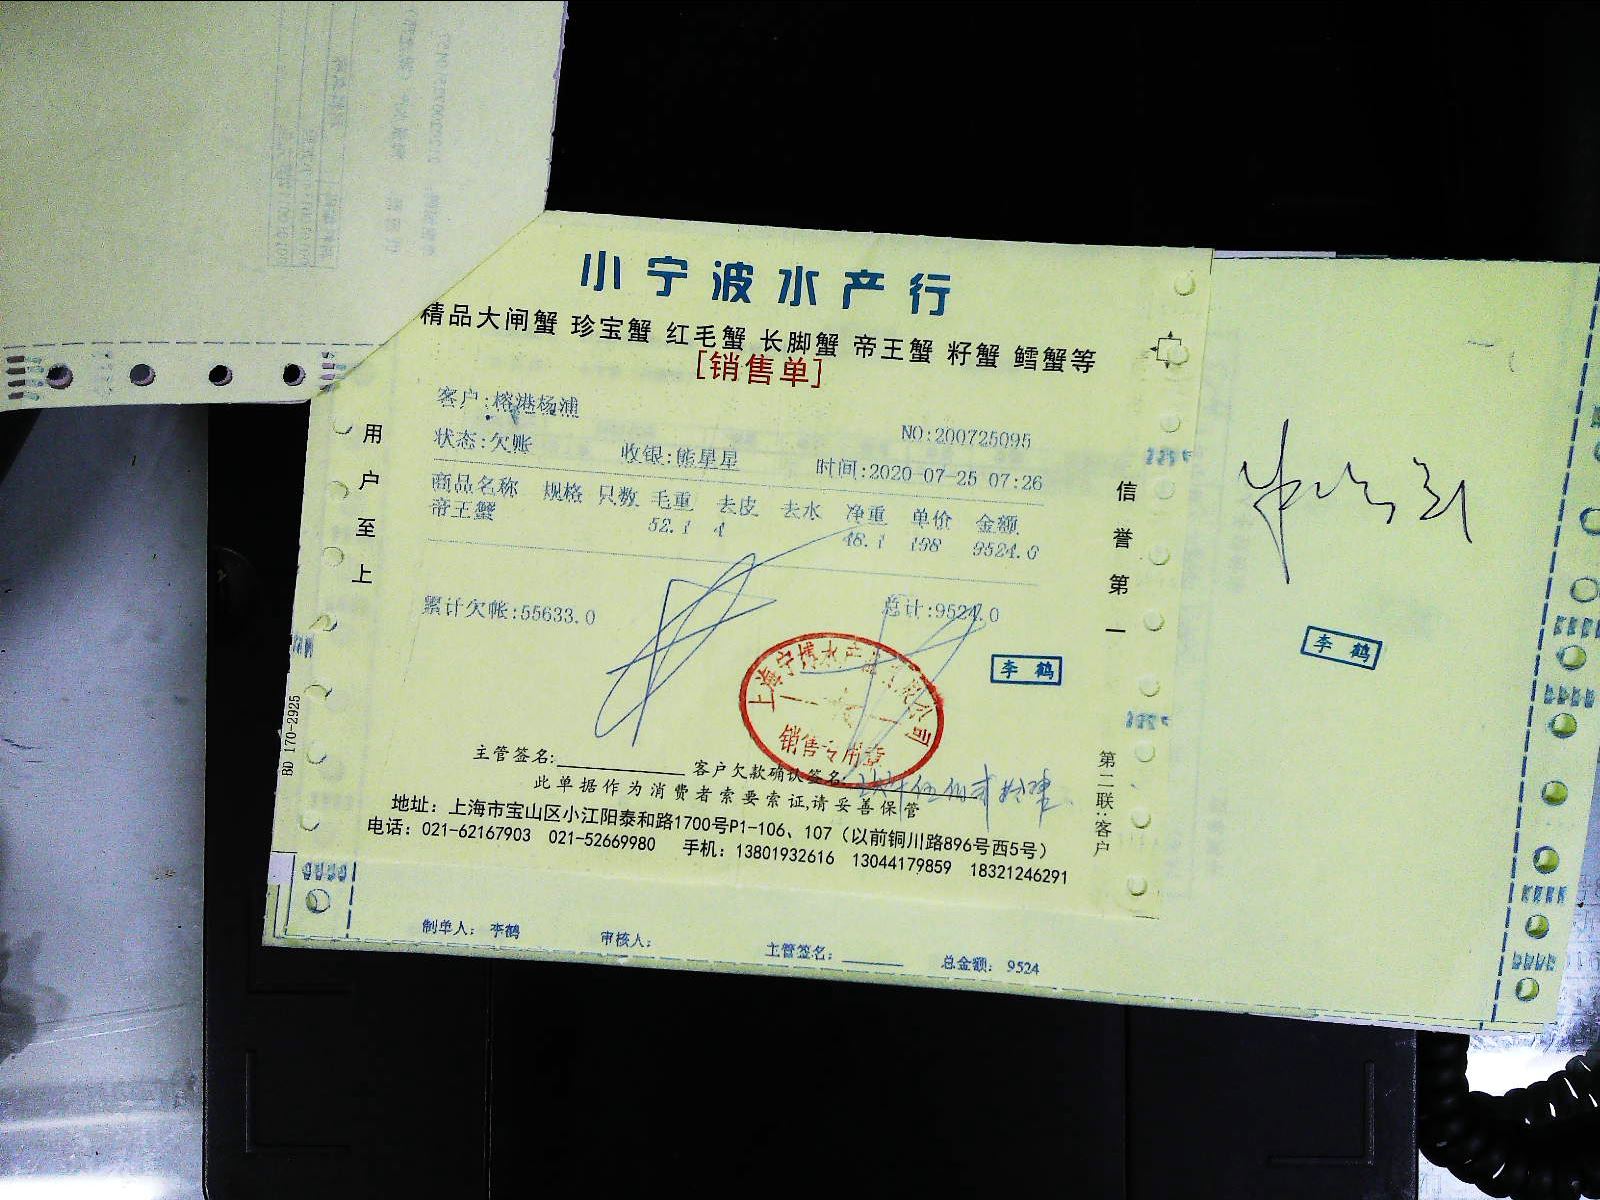 小宁波水产行
精品大闸蟹 珍宝蟹 红毛蟹 长脚蟹 帝王蟹 籽蟹 鳕蟹等
[销售单]
客户:榕港杨浦
NO:200725095
状态:欠账 收银:熊星星 时间:2020-07-25 07:26
商品名称 规格 只数 毛重 去皮 去水 净重 单价 金额
帝王蟹 52.1 4 48.1 198 9524.0
累计欠帐:55633.0 总计:9524.0
用户至上
信誉第一
李鹤
李鹤
上海宁博水产
公司
销售专用章
主管签名: 客户欠款确认签名:
此单据作为消费者索要索证,请妥善保管
地址：上海市宝山区小江阳泰和路1700号P1-106、107（以前铜川路896号西5号）
电话：021-62167903 021-52669980 手机：13801932616 13044179859 18321246291
第二联:客户
BD 170-2925
制单人： 李鹤 审核人： 主管签名： 总金额： 9524